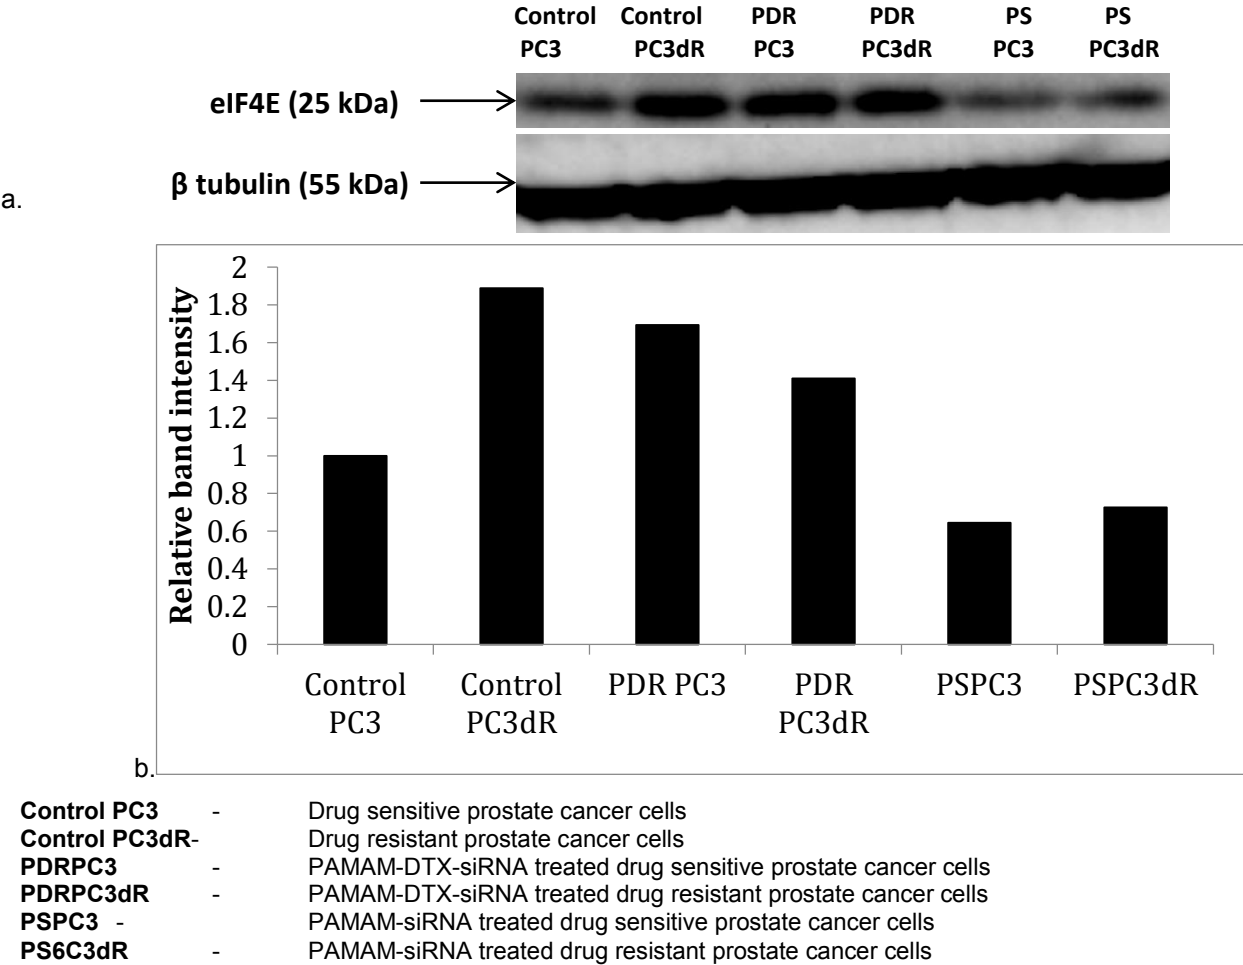 Control Control PDR PDR PS PS
PC3 PC3dR PC3 PC3dR PC3 PC3dR
eIF4E (25 kDa)
β tubulin (55 kDa)
a.
2
1.8
1.6
1.4
1.2
1
0.8
0.6
0.4
0.2
0
Relative band intensity
Control PC3
Control PC3dR
PDR PC3
PDR PC3dR
PSPC3
PSPC3dR
b.
Control PC3 - Drug sensitive prostate cancer cells
Control PC3dR- Drug resistant prostate cancer cells
PDRPC3 - PAMAM-DTX-siRNA treated drug sensitive prostate cancer cells
PDRPC3dR - PAMAM-DTX-siRNA treated drug resistant prostate cancer cells
PSPC3 - PAMAM-siRNA treated drug sensitive prostate cancer cells
PS6C3dR - PAMAM-siRNA treated drug resistant prostate cancer cells